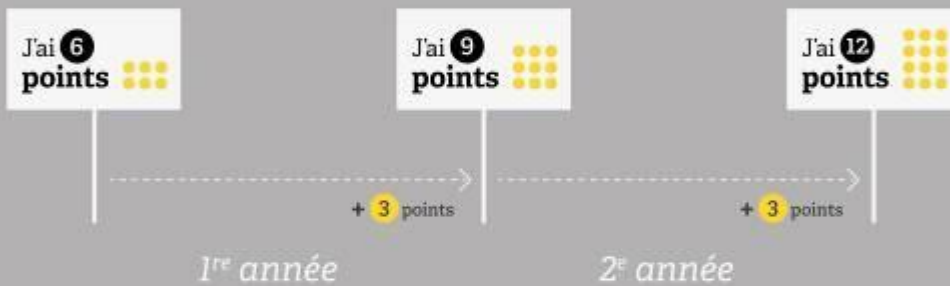 J'ai 6
points
J'ai 9
points
J'ai 12
points
+ 3 points
+ 3 points
1re année
2e année